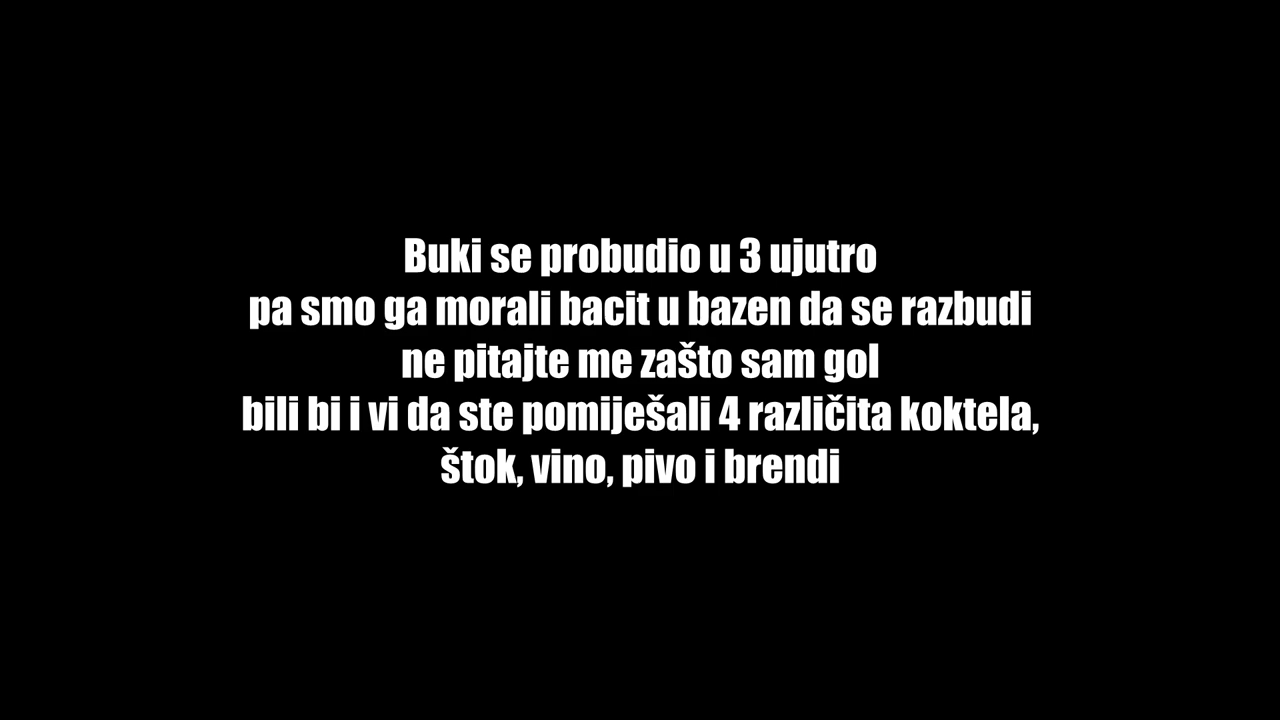 Buki se probudio u 3 ujutro
pa smo ga morali bacit u bazen da se razbudi
ne pitajte me zašto sam gol
bili bi i vi da ste pomiješali 4 različita koktela,
štok, vino, pivo i brendi